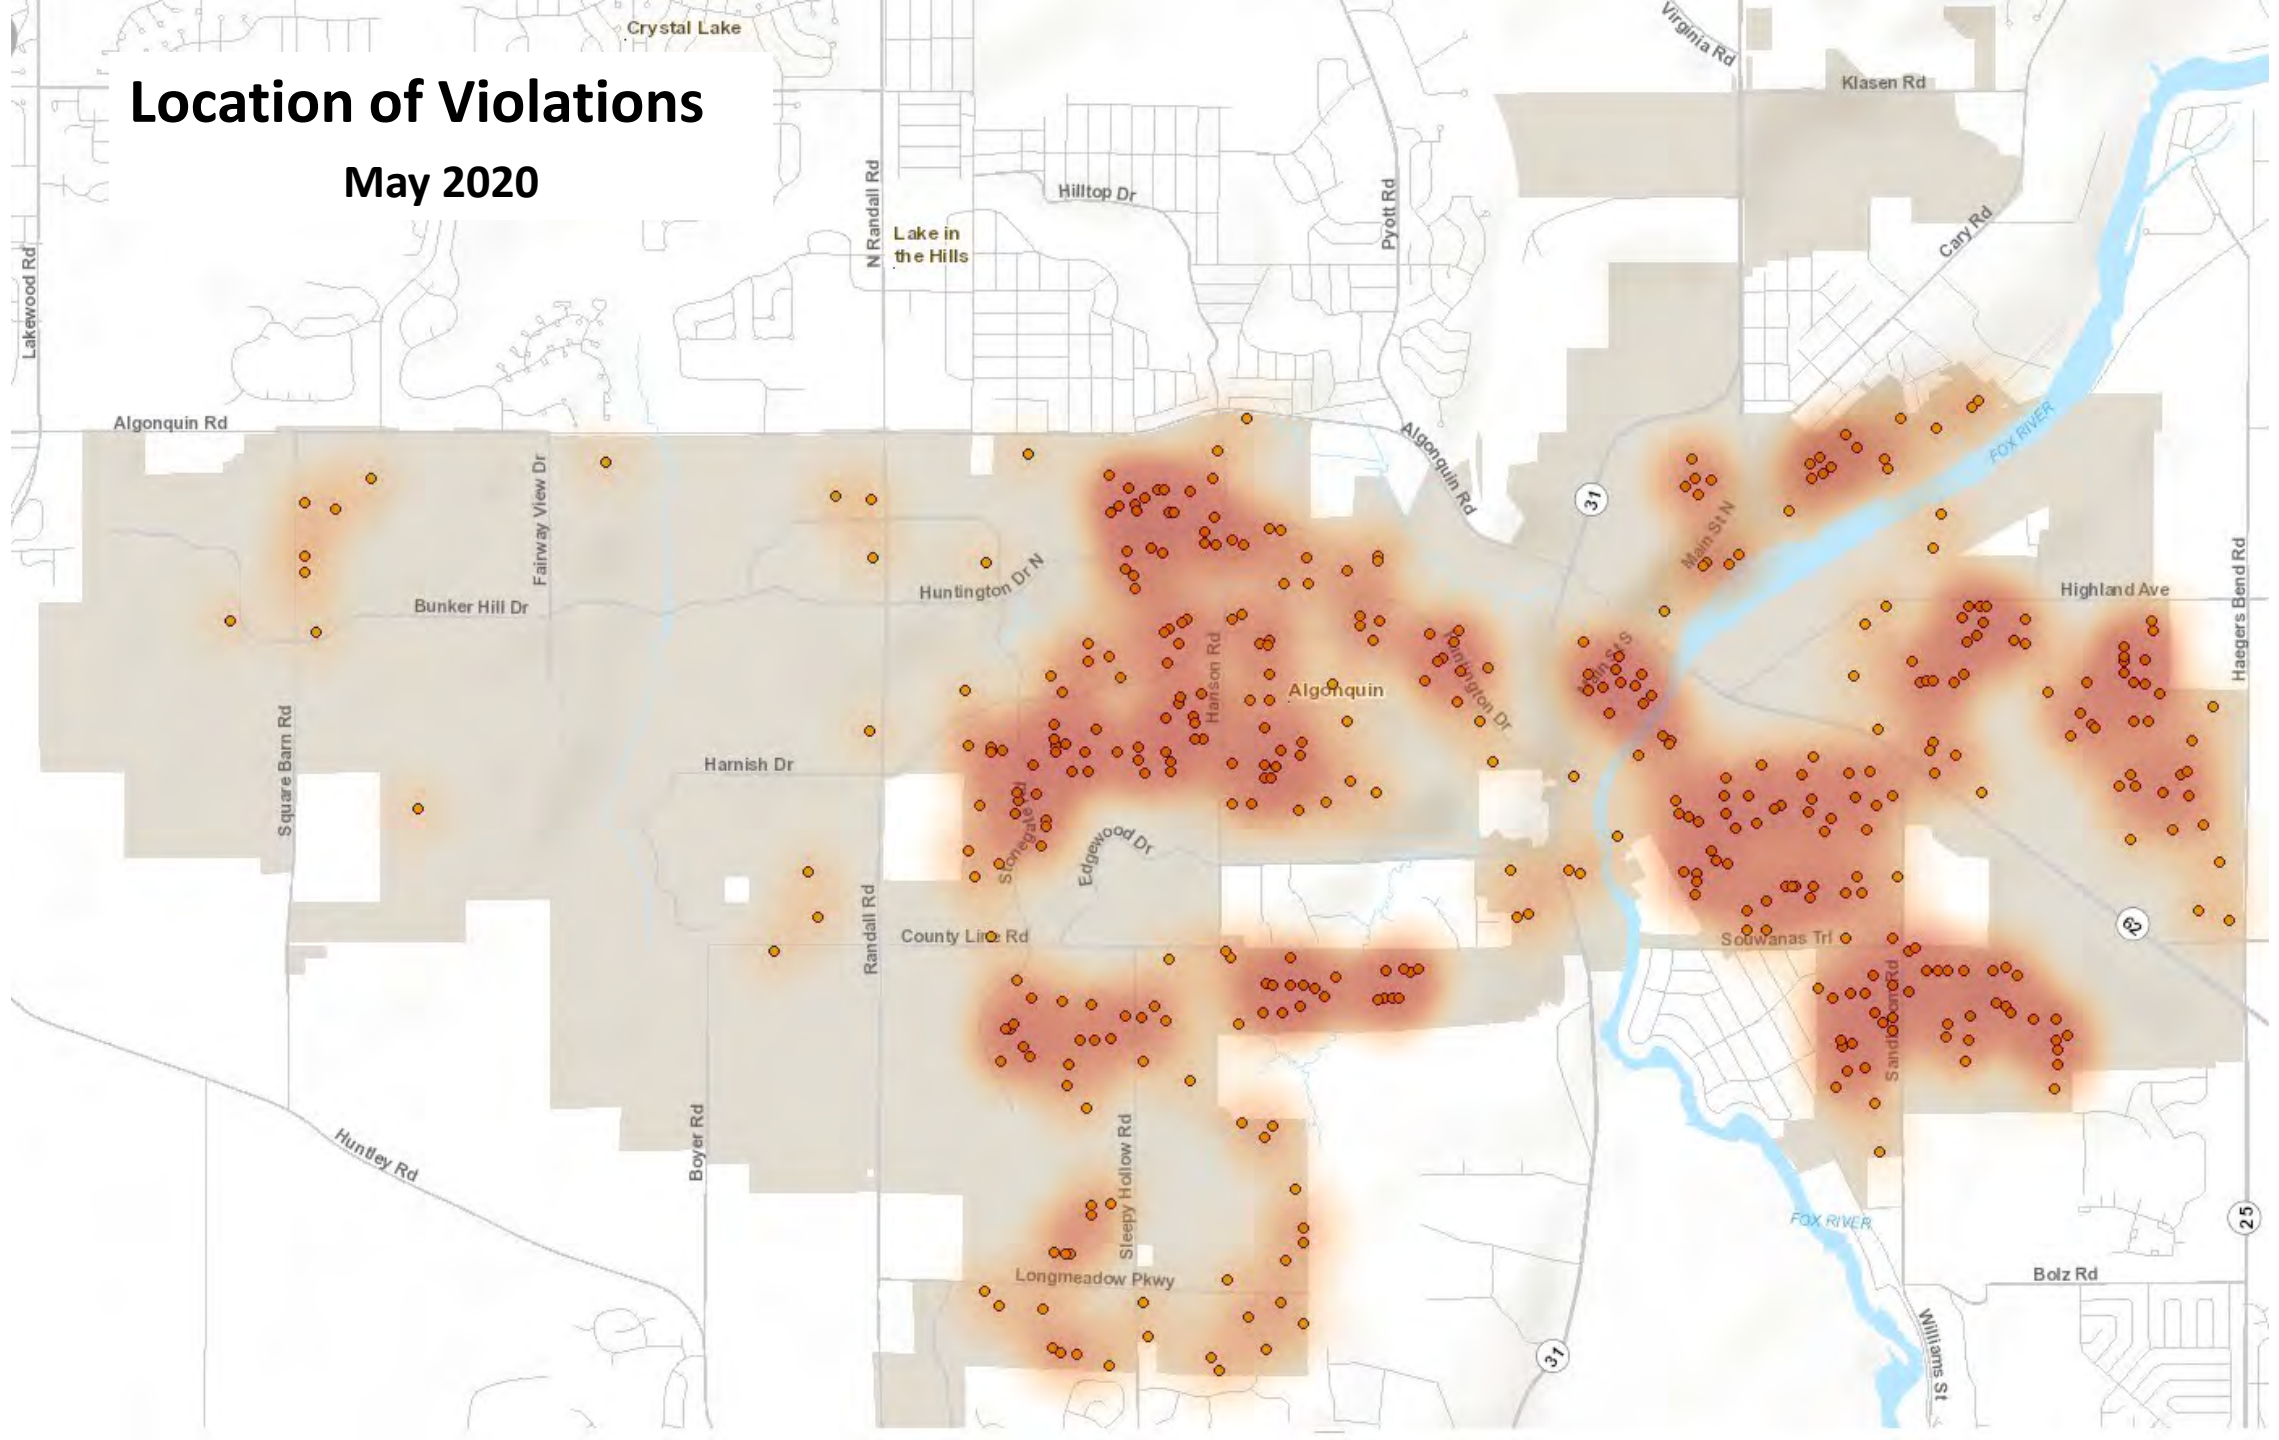 Crystal Lake
Location of Violations
May 2020
Virginia Rd
Klasen Rd
Hilltop Dr
N Randall Rd
Pyott Rd
Lake in
the Hills
Cary Rd
Lakewood Rd
Algonquin Rd
Algonquin Rd
FOX RIVER
Fairway View Dr
31
Main St N
Huntington Dr N
Bunker Hill Dr
Highland Ave
Haegers Bend Rd
Hanson Rd
Huntington Dr
Main St S
Algonquin
Square Barn Rd
Harnish Dr
Stonegate Rd
Edgewood Dr
Randall Rd
County Line Rd
Souwanas Trl
62
Sandbloom Rd
Huntley Rd
Boyer Rd
Sleepy Hollow Rd
FOX RIVER
25
Longmeadow Pkwy
Bolz Rd
31
Williams St